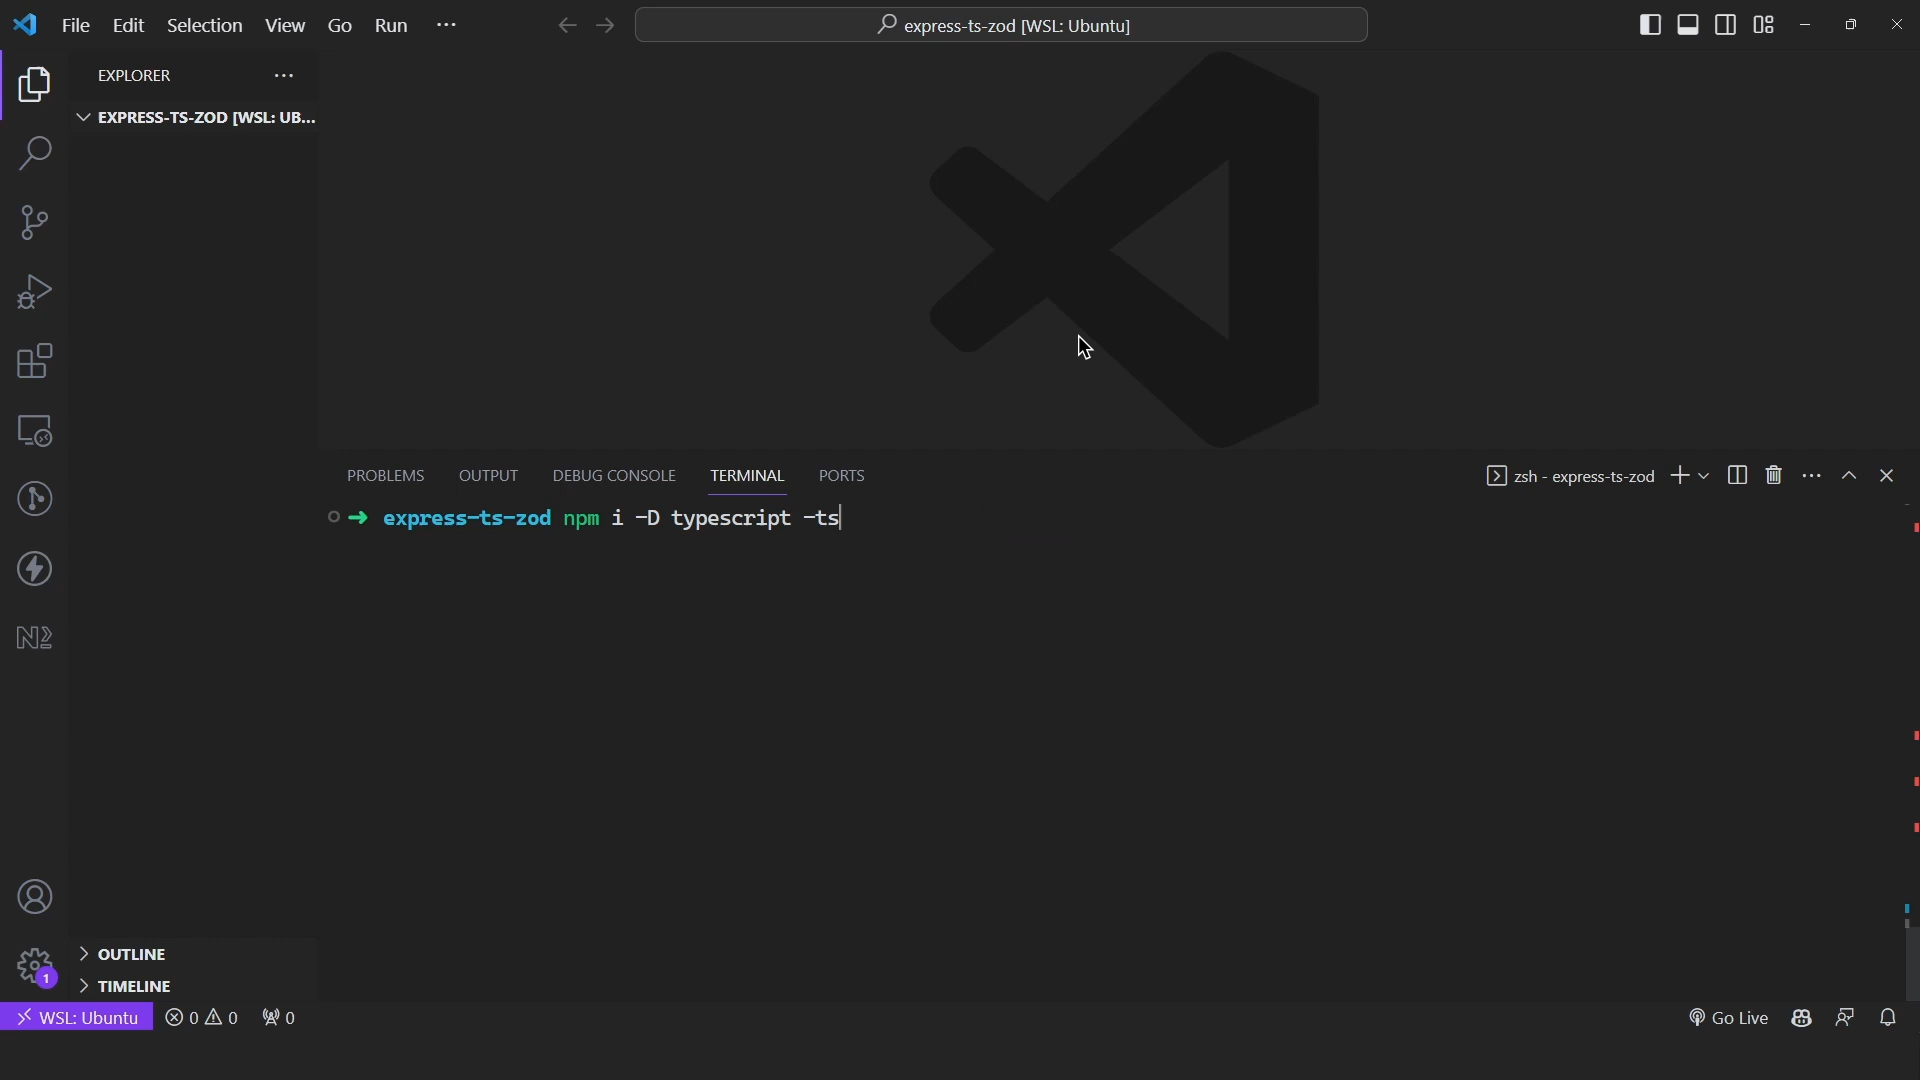 File Edit Selection View Go Run ··· express-ts-zod [WSL: Ubuntu]
EXPLORER ···
EXPRESS-TS-ZOD [WSL: UB...
PROBLEMS OUTPUT DEBUG CONSOLE TERMINAL PORTS zsh - express-ts-zod
express-ts-zod npm i -D typescript -ts
OUTLINE
1
TIMELINE
WSL: Ubuntu 0 0 0 Go Live